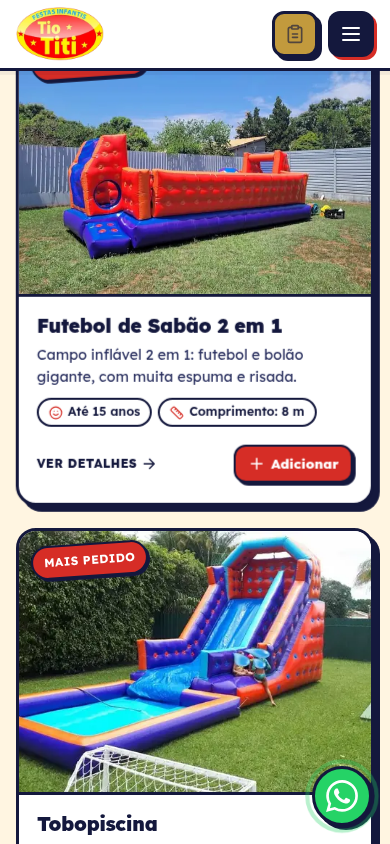 FESTAS INFANTIS
Tio
Titi
Futebol de Sabão 2 em 1
Campo inflável 2 em 1: futebol e bolão
gigante, com muita espuma e risada.
Até 15 anos
Comprimento: 8 m
VER DETALHES
Adicionar
MAIS PEDIDO
Tobopiscina